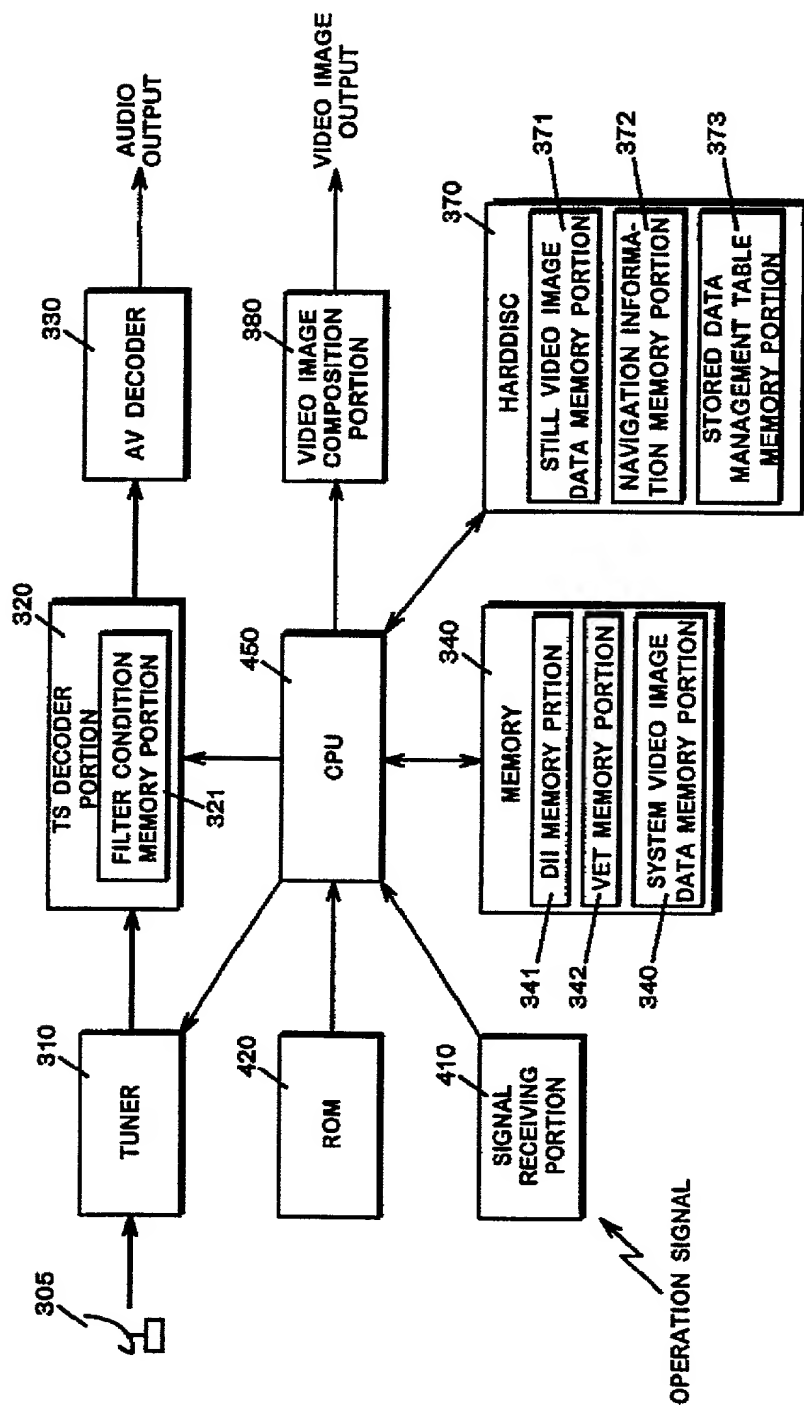 305
310
TUNER
320
TS DECODER
PORTION
FILTER CONDITION
MEMORY PORTION
321
330
AV DECODER
AUDIO
OUTPUT
420
ROM
450
CPU
380
VIDEO IMAGE
COMPOSITION
PORTION
VIDEO IMAGE
OUTPUT
OPERATION SIGNAL
410
SIGNAL
RECEIVING
PORTION
340
MEMORY
341
DII MEMORY PRTION
342
VET MEMORY PORTION
340
SYSTEM VIDEO IMAGE
DATA MEMORY PORTION
370
HARDDISC
STILL VIDEO IMAGE
DATA MEMORY PORTION
371
NAVIGATION INFORMA-
TION MEMORY PORTION
372
STORED DATA
MANAGEMENT TABLE
MEMORY PORTION
373